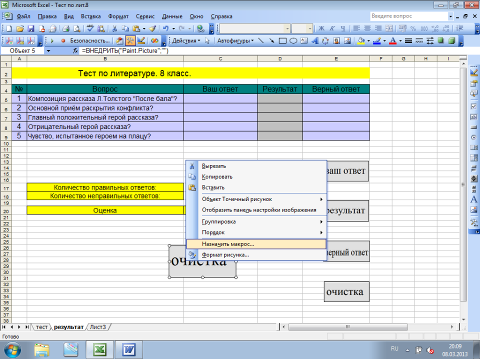 Microsoft Excel - Тест по лит.8
Файл Правка Вид Вставка Формат Сервис Данные Окно Справка
Введите вопрос
Безопасность...
Действия Автофигуры
Объект 5 =ВНЕДРИТЬ("Paint.Picture";"")
A B C D E
Тест по литературе. 8 класс.
№ Вопрос Ваш ответ Результат Верный ответ
1 Композиция рассказа Л.Толстого "После бала"?
2 Основной приём раскрытия конфликта?
3 Главный положительный герой рассказа?
4 Отрицательный герой рассказа?
5 Чувство, испытанное героем на плацу?
Вырезать
Копировать
Вставить
Объект Точечный рисунок
Отобразить панель настройки изображения
Группировка
Порядок
Назначить макрос...
Формат рисунка...
ваш ответ
Количество правильных ответов:
Количество неправильных ответов:
Оценка
результат
верный ответ
очистка
очистка
тест результат Лист3
Готово
RU
20:09
08.03.2013